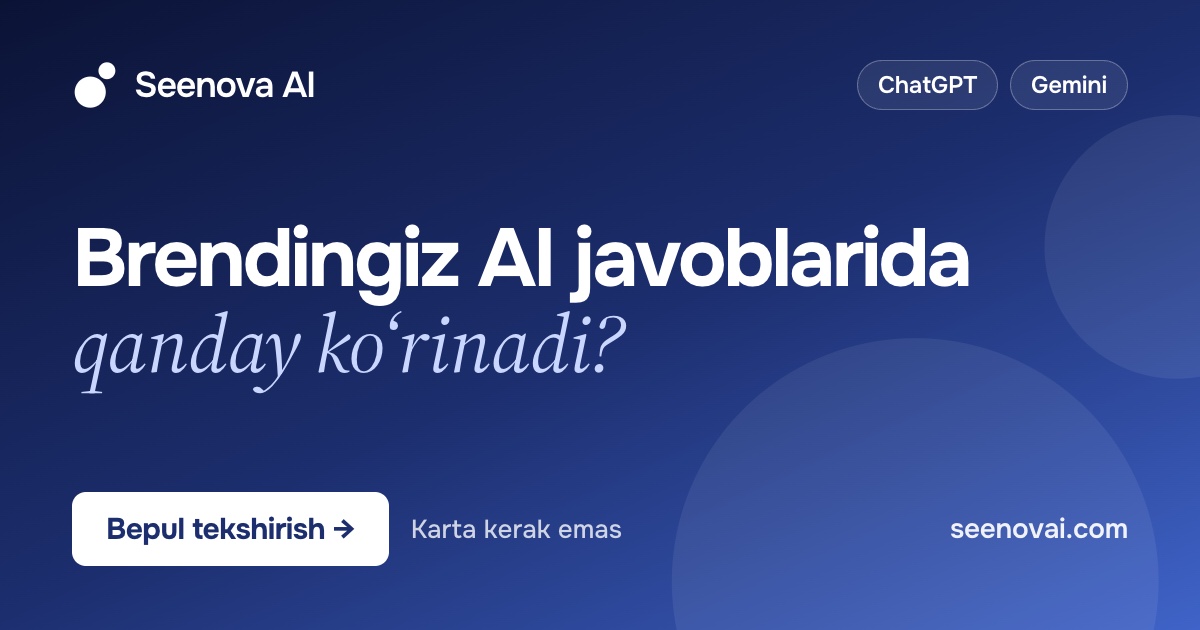 Seenova AI
ChatGPT
Gemini
Brendingiz AI javoblarida
qanday ko‘rinadi?
Bepul tekshirish →
Karta kerak emas
seenovai.com